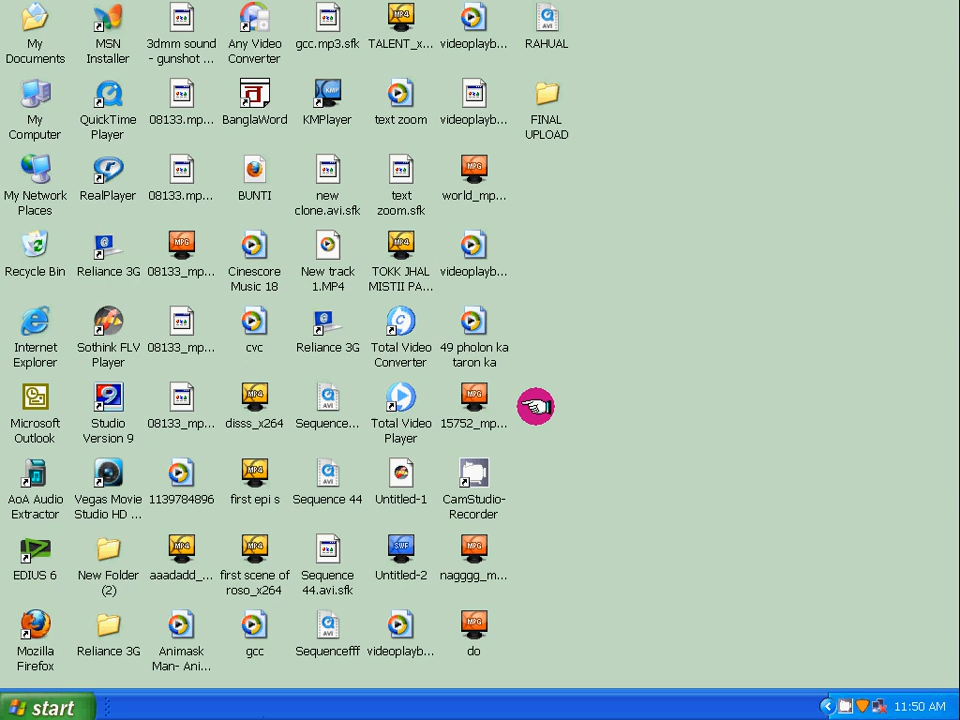 My
Documents
MSN
Installer
3dmm sound
- gunshot ...
Any Video
Converter
gcc.mp3.sfk
TALENT_x...
videoplayb...
RAHUAL
My
Computer
QuickTime
Player
08133.mp...
BanglaWord
KMPlayer
text zoom
videoplayb...
FINAL
UPLOAD
My Network
Places
RealPlayer
08133.mp...
BUNTI
new
clone.avi.sfk
text
zoom.sfk
world_mp...
Recycle Bin
Reliance 3G
08133_mp...
Cinescore
Music 18
New track
1.MP4
TOKK JHAL
MISTII PA...
videoplayb...
Internet
Explorer
Sothink FLV
Player
08133_mp...
cvc
Reliance 3G
Total Video
Converter
49 pholon ka
taron ka
Microsoft
Outlook
Studio
Version 9
08133_mp...
disss_x264
Sequence...
Total Video
Player
15752_mp...
AoA Audio
Extractor
Vegas Movie
Studio HD ...
1139784896
first epi s
Sequence 44
Untitled-1
CamStudio-
Recorder
EDIUS 6
New Folder
(2)
aaadadd_...
first scene of
roso_x264
Sequence
44.avi.sfk
Untitled-2
nagggg_m...
Mozilla
Firefox
Reliance 3G
Animask
Man- Ani...
gcc
Sequencefff
videoplayb...
do
start
11:50 AM